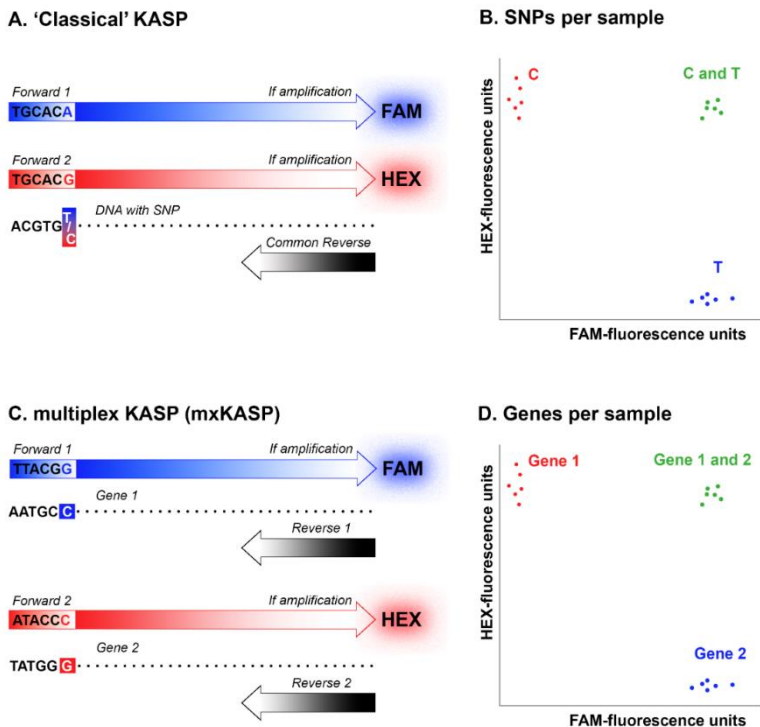 A. ‘Classical’ KASP
Forward 1
If amplification
TGCACA
FAM
Forward 2
If amplification
TGCACG
HEX
DNA with SNP
ACGTG T/C
Common Reverse
B. SNPs per sample
HEX-fluorescence units
C
C and T
T
FAM-fluorescence units
C. multiplex KASP (mxKASP)
Forward 1
If amplification
TTACGG
FAM
Gene 1
AATGC C
Reverse 1
Forward 2
If amplification
ATACCC
HEX
Gene 2
TATGG G
Reverse 2
D. Genes per sample
HEX-fluorescence units
Gene 1
Gene 1 and 2
Gene 2
FAM-fluorescence units